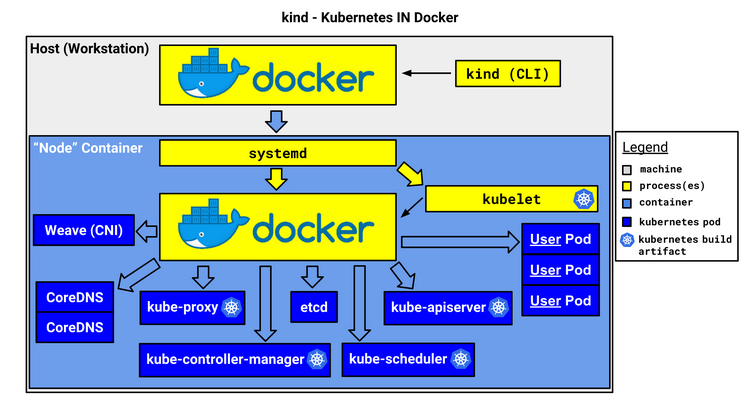 kind - Kubernetes IN Docker
Host (Workstation)
docker
kind (CLI)
“Node” Container
systemd
kubelet
docker
Weave (CNI)
User Pod
User Pod
User Pod
CoreDNS
CoreDNS
kube-proxy
etcd
kube-apiserver
kube-controller-manager
kube-scheduler
Legend
machine
process(es)
container
kubernetes pod
kubernetes build
artifact